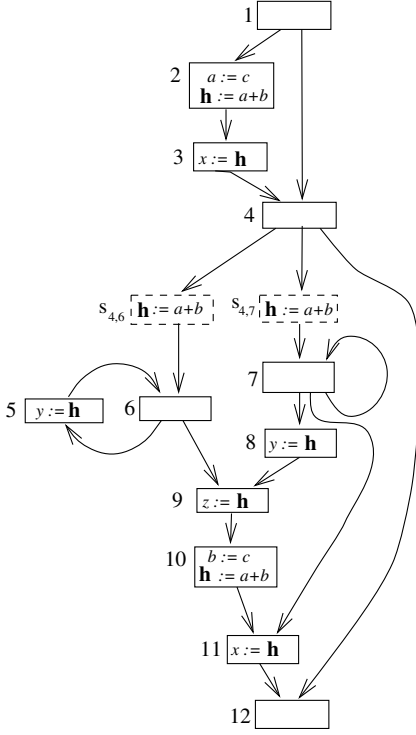 1
2
a := c
h := a+b
3
x := h
4
s4,6
h := a+b
s4,7
h := a+b
7
5
y := h
6
8
y := h
9
z := h
10
b := c
h := a+b
11
x := h
12